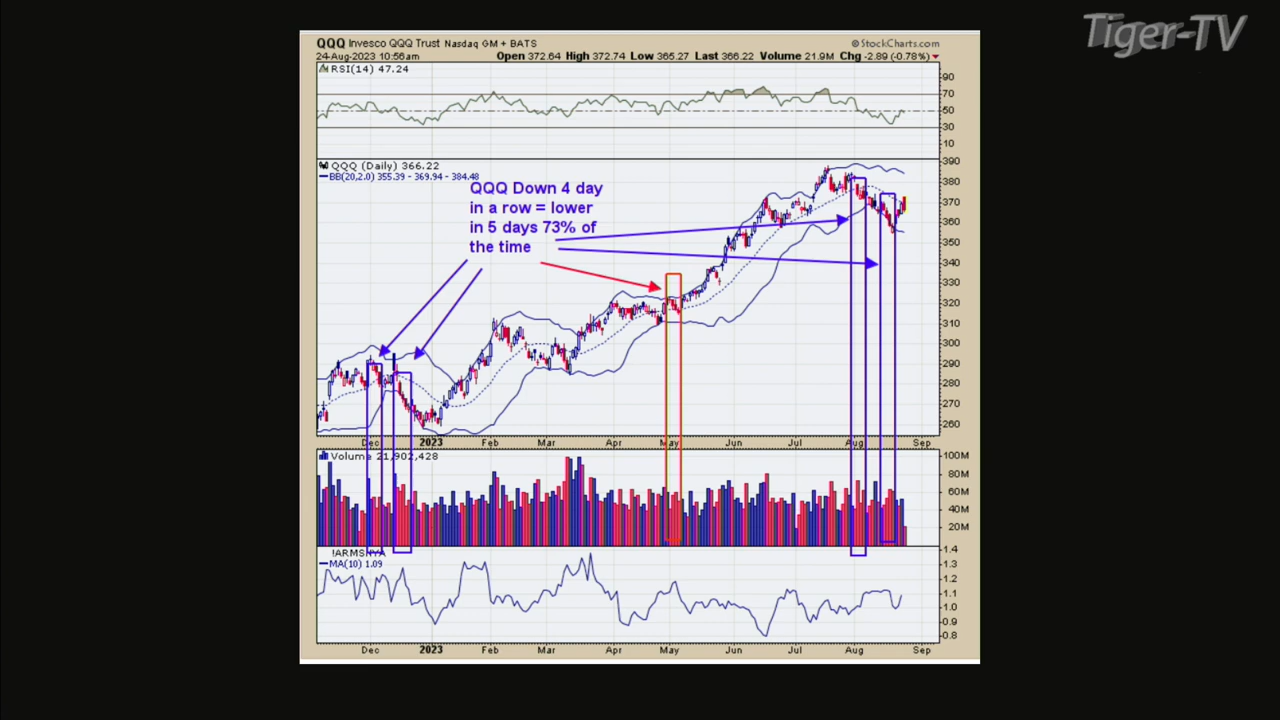 Tiger-TV
QQQ Invesco QQQ Trust Nasdaq GM + BATS
© StockCharts.com
24-Aug-2023 10:56am
Open 372.64 High 372.74 Low 365.27 Last 366.22 Volume 21.9M Chg -2.89 (-0.78%)
RSI(14) 47.24
90
70
50
30
10
QQQ (Daily) 366.22
BB(20,2.0) 355.39 - 369.94 - 384.48
QQQ Down 4 day
in a row = lower
in 5 days 73% of
the time
390
380
370
360
350
340
330
320
310
300
290
280
270
260
Dec 2023 Feb Mar Apr May Jun Jul Aug Sep
Volume 21,902,428
100M
80M
60M
40M
20M
MA(10) 1.09
1.4
1.3
1.2
1.1
1.0
0.9
0.8
Dec 2023 Feb Mar Apr May Jun Jul Aug Sep